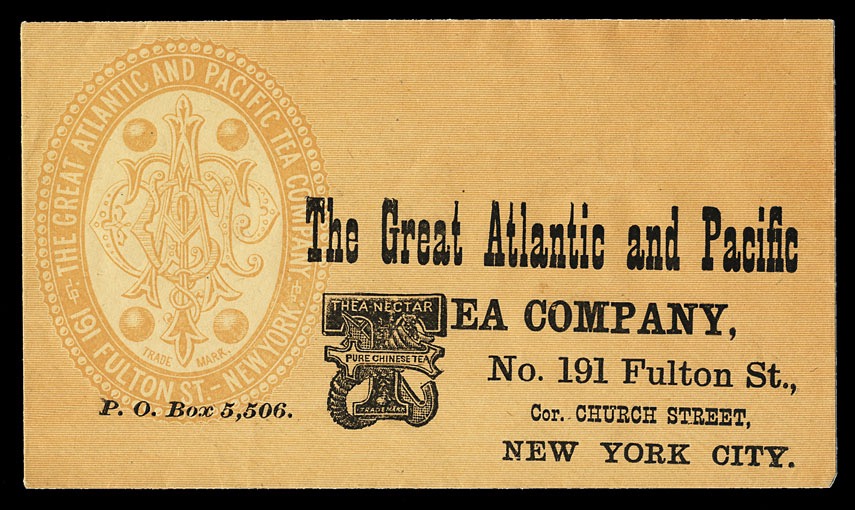 THE GREAT ATLANTIC AND PACIFIC TEA COMPANY
191 FULTON ST.-NEW YORK.
TRADE MARK.
P. O. Box 5,506.
The Great Atlantic and Pacific
THEA-NECTAR
PURE CHINESE TEA
TRADE MARK
TEA COMPANY,
No. 191 Fulton St.,
Cor. CHURCH STREET,
NEW YORK CITY.